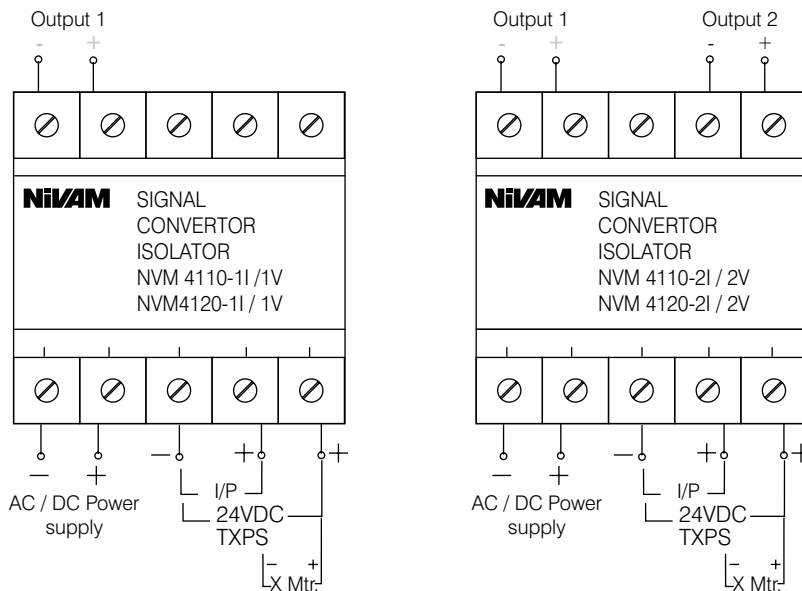 Output 1
- +
NiVAM
SIGNAL
CONVERTOR
ISOLATOR
NVM 4110-1I /1V
NVM4120-1I / 1V
— + — + +
AC / DC Power
supply
I/P
24VDC
TXPS
- +
X Mtr.
Output 1
- +
Output 2
- +
NiVAM
SIGNAL
CONVERTOR
ISOLATOR
NVM 4110-2I / 2V
NVM 4120-2I / 2V
— + — + +
AC / DC Power
supply
I/P
24VDC
TXPS
- +
X Mtr.